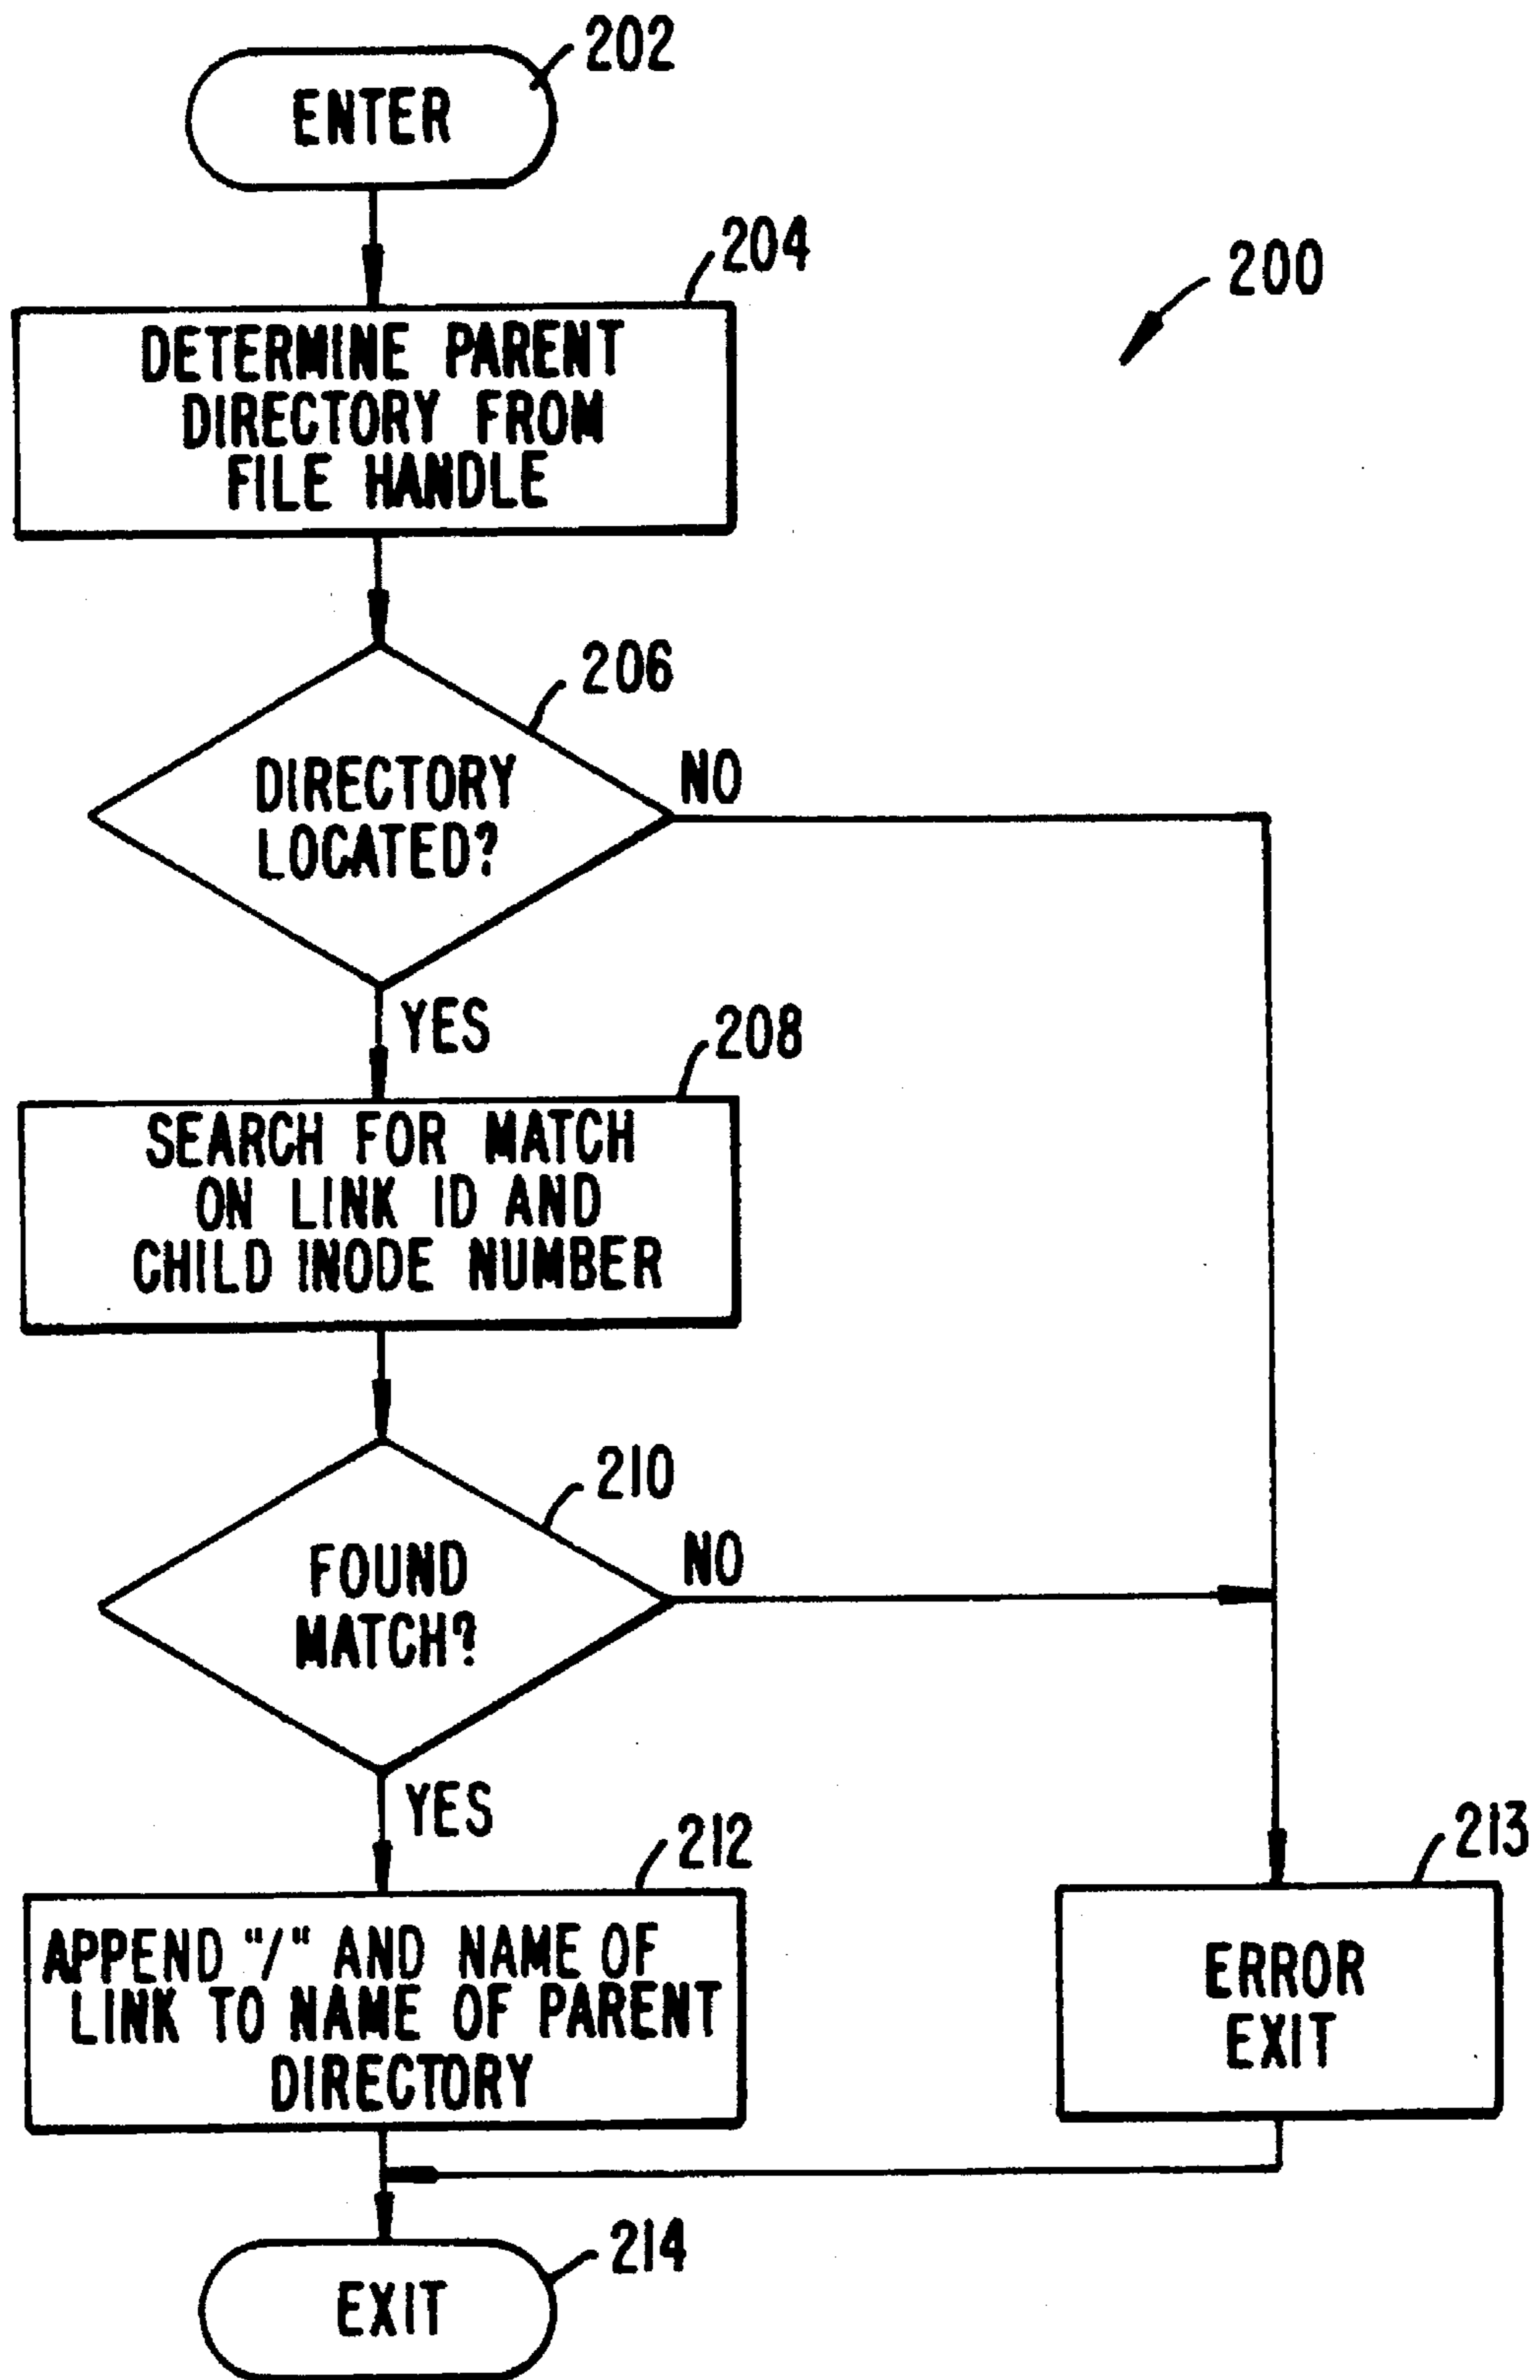 202
ENTER
204
200
DETERMINE PARENT
DIRECTORY FROM
FILE HANDLE
206
DIRECTORY
LOCATED?
NO
YES
208
SEARCH FOR MATCH
ON LINK ID AND
CHILD INODE NUMBER
210
FOUND
MATCH?
NO
YES
212
213
APPEND "/" AND NAME OF
LINK TO NAME OF PARENT
DIRECTORY
ERROR
EXIT
214
EXIT